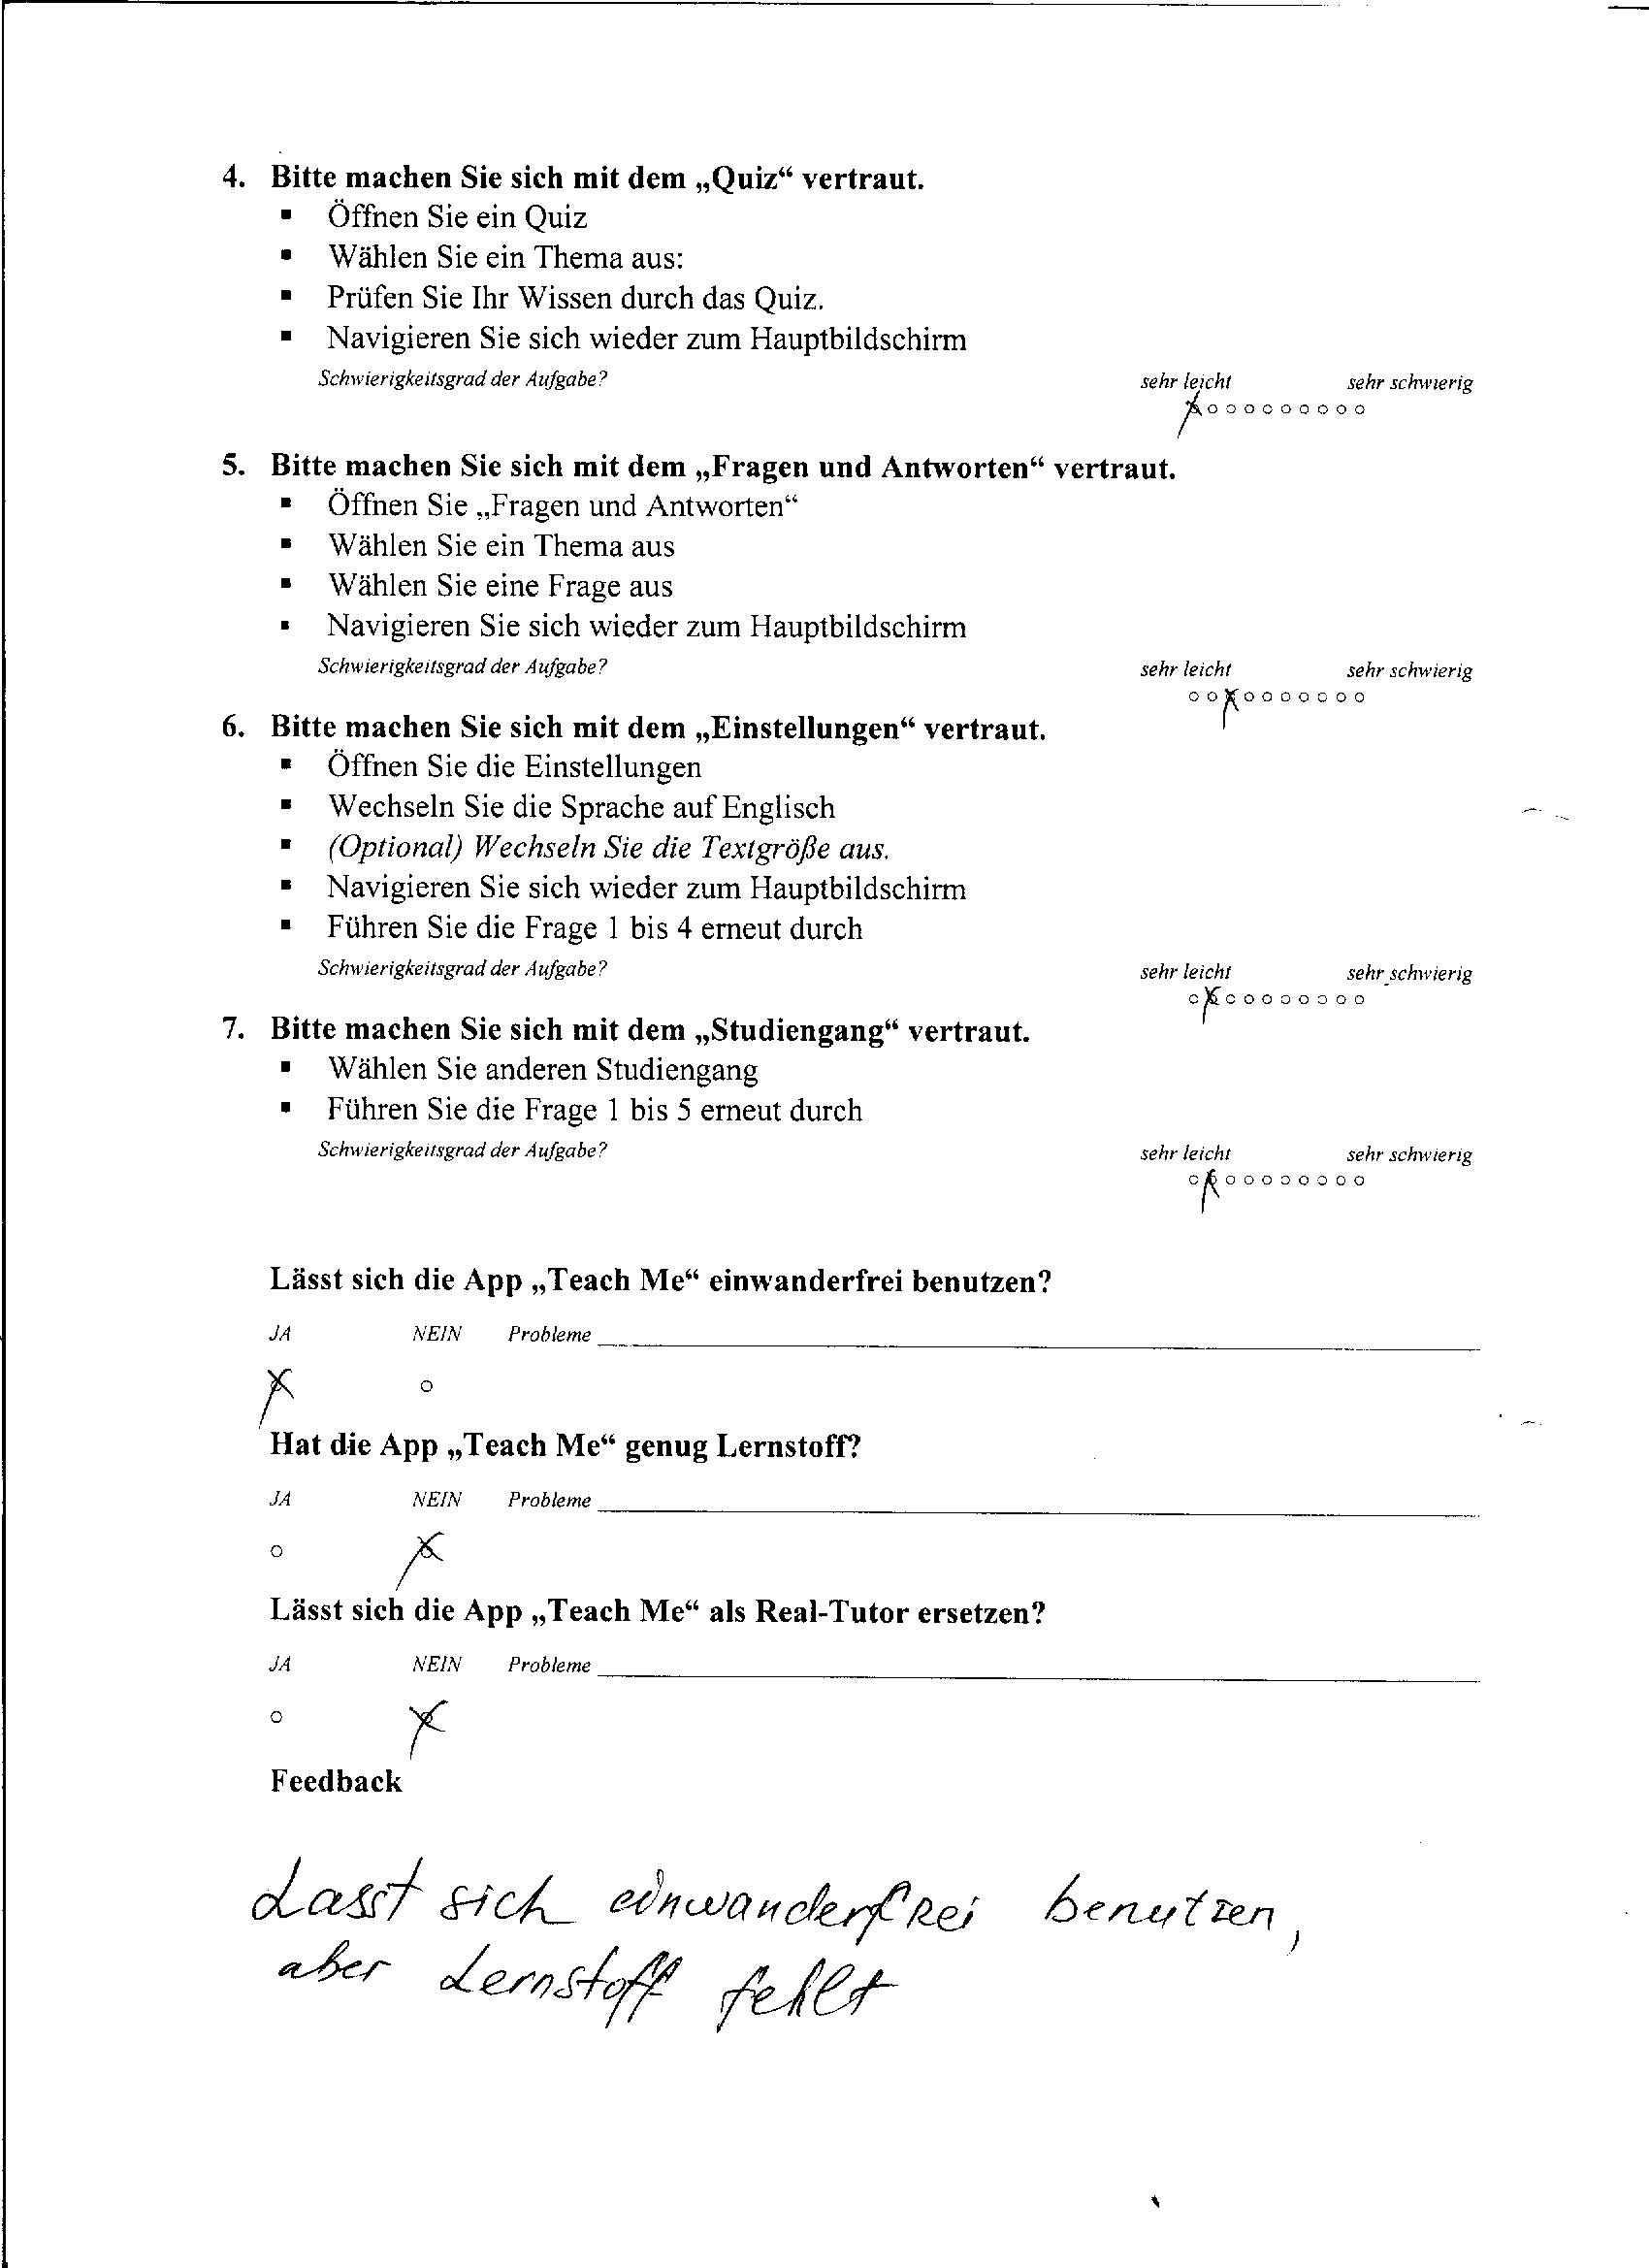 4. Bitte machen Sie sich mit dem „Quiz“ vertraut.
▪ Öffnen Sie ein Quiz
▪ Wählen Sie ein Thema aus:
▪ Prüfen Sie Ihr Wissen durch das Quiz.
▪ Navigieren Sie sich wieder zum Hauptbildschirm
Schwierigkeitsgrad der Aufgabe? sehr leicht sehr schwierig
5. Bitte machen Sie sich mit dem „Fragen und Antworten“ vertraut.
▪ Öffnen Sie „Fragen und Antworten“
▪ Wählen Sie ein Thema aus
▪ Wählen Sie eine Frage aus
▪ Navigieren Sie sich wieder zum Hauptbildschirm
Schwierigkeitsgrad der Aufgabe? sehr leicht sehr schwierig
6. Bitte machen Sie sich mit dem „Einstellungen“ vertraut.
▪ Öffnen Sie die Einstellungen
▪ Wechseln Sie die Sprache auf Englisch
▪ (Optional) Wechseln Sie die Textgröße aus.
▪ Navigieren Sie sich wieder zum Hauptbildschirm
▪ Führen Sie die Frage 1 bis 4 erneut durch
Schwierigkeitsgrad der Aufgabe? sehr leicht sehr schwierig
7. Bitte machen Sie sich mit dem „Studiengang“ vertraut.
▪ Wählen Sie anderen Studiengang
▪ Führen Sie die Frage 1 bis 5 erneut durch
Schwierigkeitsgrad der Aufgabe? sehr leicht sehr schwierig
Lässt sich die App „Teach Me“ einwanderfrei benutzen?
JA NEIN Probleme
Hat die App „Teach Me“ genug Lernstoff?
JA NEIN Probleme
Lässt sich die App „Teach Me“ als Real-Tutor ersetzen?
JA NEIN Probleme
Feedback
Lasst sich einwanderfrei benutzen,
aber Lernstoff fehlt